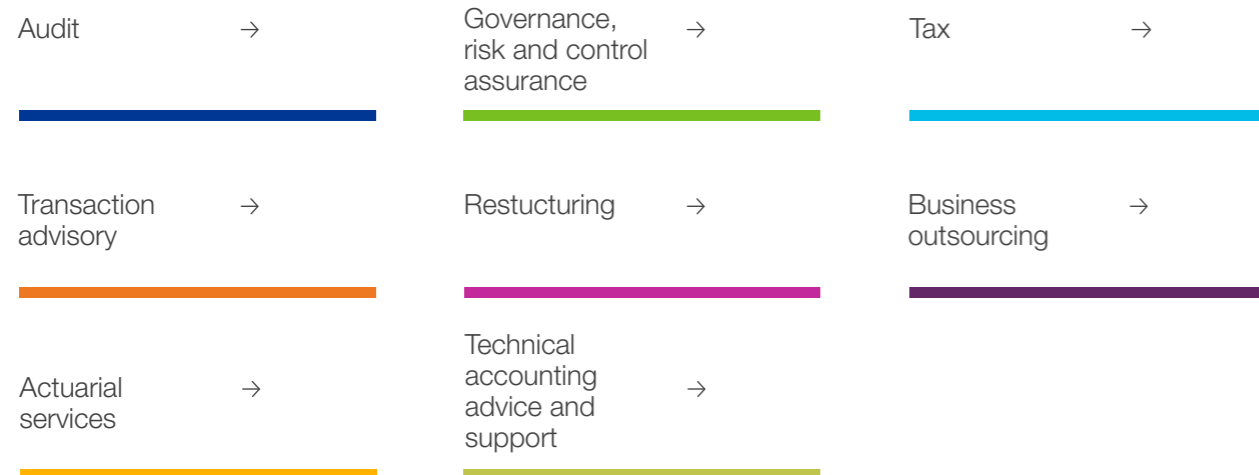 Audit →
Governance,
risk and control
assurance →
Tax →
Transaction
advisory →
Restucturing →
Business
outsourcing →
Actuarial
services →
Technical
accounting
advice and
support →